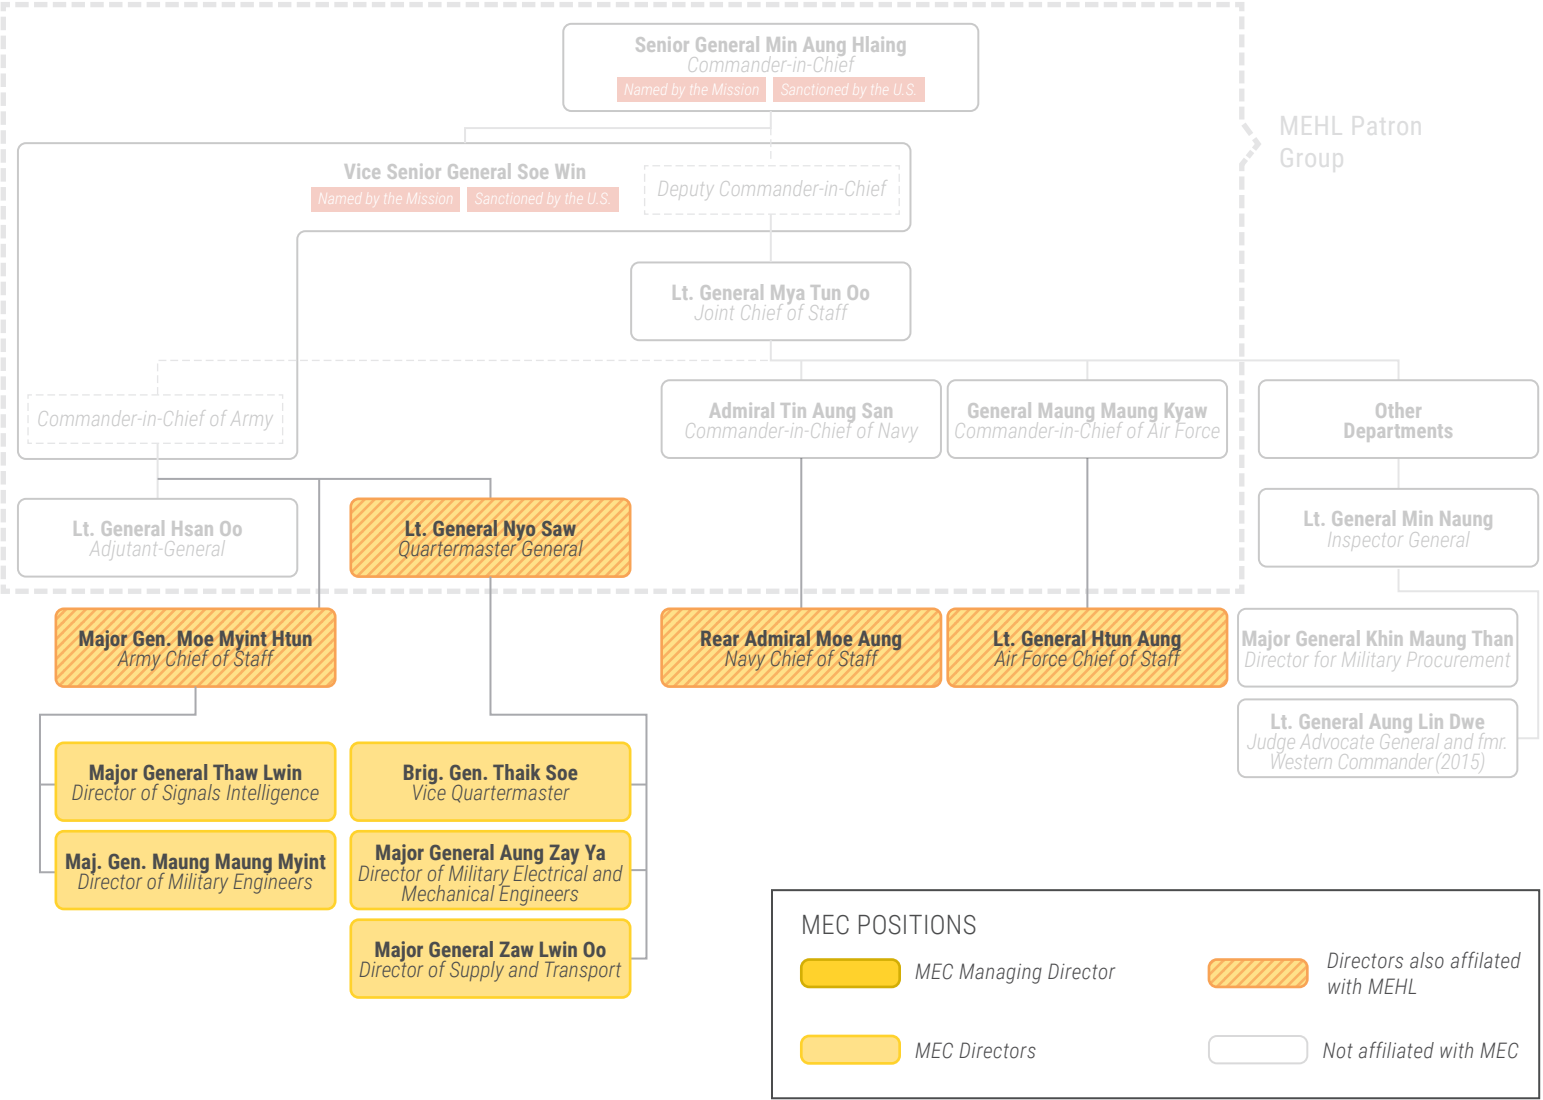 Senior General Min Aung Hlaing
Commander-in-Chief
Named by the Mission
Sanctioned by the U.S.
MEHL Patron
Group
Vice Senior General Soe Win
Named by the Mission
Sanctioned by the U.S.
Deputy Commander-in-Chief
Lt. General Mya Tun Oo
Joint Chief of Staff
Commander-in-Chief of Army
Admiral Tin Aung San
Commander-in-Chief of Navy
General Maung Maung Kyaw
Commander-in-Chief of Air Force
Other
Departments
Lt. General Hsan Oo
Adjutant-General
Lt. General Nyo Saw
Quartermaster General
Lt. General Min Naung
Inspector General
Major Gen. Moe Myint Htun
Army Chief of Staff
Rear Admiral Moe Aung
Navy Chief of Staff
Lt. General Htun Aung
Air Force Chief of Staff
Major General Khin Maung Than
Director for Military Procurement
Lt. General Aung Lin Dwe
Judge Advocate General and fmr.
Western Commander (2015)
Major General Thaw Lwin
Director of Signals Intelligence
Brig. Gen. Thaik Soe
Vice Quartermaster
Maj. Gen. Maung Maung Myint
Director of Military Engineers
Major General Aung Zay Ya
Director of Military Electrical and
Mechanical Engineers
Major General Zaw Lwin Oo
Director of Supply and Transport
MEC POSITIONS
MEC Managing Director
Directors also affilated
with MEHL
MEC Directors
Not affiliated with MEC